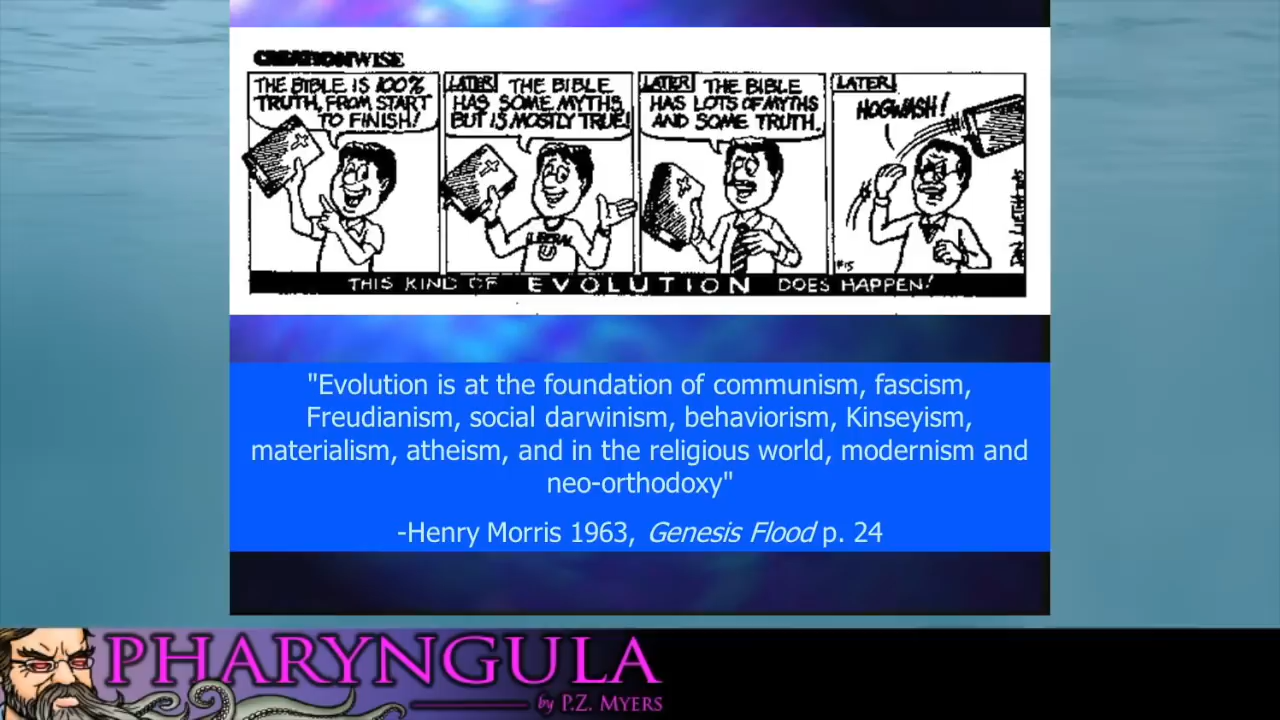 CREATIONWISE
THE BIBLE IS 100%
TRUTH, FROM START
TO FINISH!
LATER! THE BIBLE
HAS SOME MYTHS
BUT IS MOSTLY TRUE!
LIBERAL
U
LATER! THE BIBLE
HAS LOTS OF MYTHS
AND SOME TRUTH.
LATER!
HOGWASH!
#15
THIS KIND OF EVOLUTION DOES HAPPEN!
"Evolution is at the foundation of communism, fascism,
Freudianism, social darwinism, behaviorism, Kinseyism,
materialism, atheism, and in the religious world, modernism and
neo-orthodoxy"
-Henry Morris 1963, Genesis Flood p. 24
PHARYNGULA
by P.Z. MYERS